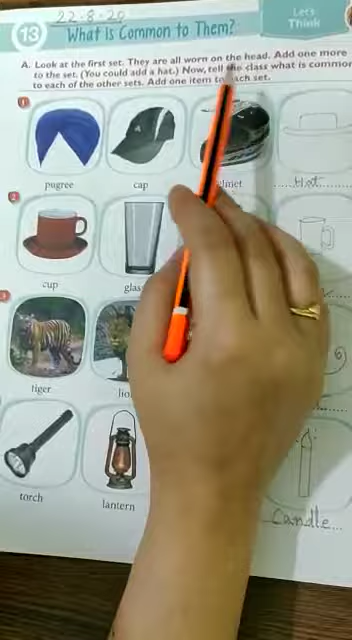 22-8-20
13 What Is Common to Them?
Let's
Think
A. Look at the first set. They are all worn on the head. Add one more
to the set. (You could add a hat.) Now, tell the class what is common
to each of the other sets. Add one item to each set.
1
pugree cap Hat
2
cup
3
tiger
torch lantern Candle